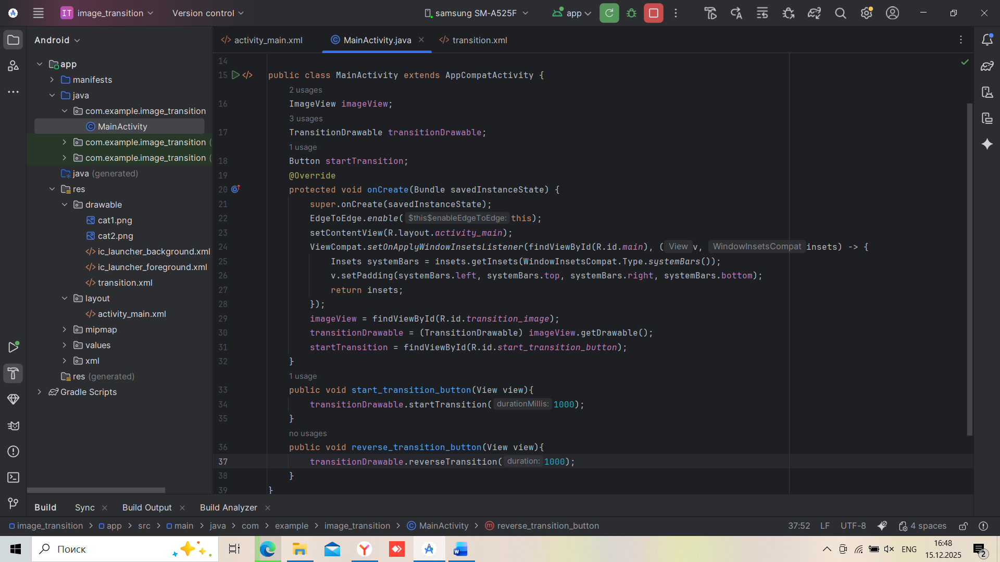 IT image_transition Version control samsung SM-A525F app
Android
activity_main.xml MainActivity.java transition.xml
app
manifests
java
com.example.image_transition
MainActivity
com.example.image_transition (
com.example.image_transition (
java (generated)
res
drawable
cat1.png
cat2.png
ic_launcher_background.xml
ic_launcher_foreground.xml
transition.xml
layout
activity_main.xml
mipmap
values
xml
res (generated)
Gradle Scripts
14
15 public class MainActivity extends AppCompatActivity {
2 usages
16 ImageView imageView;
3 usages
17 TransitionDrawable transitionDrawable;
1 usage
18 Button startTransition;
19 @Override
20 protected void onCreate(Bundle savedInstanceState) {
21 super.onCreate(savedInstanceState);
22 EdgeToEdge.enable( $this$enableEdgeToEdge: this);
23 setContentView(R.layout.activity_main);
24 ViewCompat.setOnApplyWindowInsetsListener(findViewById(R.id.main), ( View v, WindowInsetsCompat insets) -> {
25 Insets systemBars = insets.getInsets(WindowInsetsCompat.Type.systemBars());
26 v.setPadding(systemBars.left, systemBars.top, systemBars.right, systemBars.bottom);
27 return insets;
28 });
29 imageView = findViewById(R.id.transition_image);
30 transitionDrawable = (TransitionDrawable) imageView.getDrawable();
31 startTransition = findViewById(R.id.start_transition_button);
32 }
1 usage
33 public void start_transition_button(View view){
34 transitionDrawable.startTransition( durationMillis: 1000);
35 }
no usages
36 public void reverse_transition_button(View view){
37 transitionDrawable.reverseTransition( duration: 1000);
38 }
39 }
Build Sync Build Output Build Analyzer
image_transition > app > src > main > java > com > example > image_transition > MainActivity > reverse_transition_button 37:52 LF UTF-8 4 spaces
Поиск
ENG
16:48
15.12.2025
2